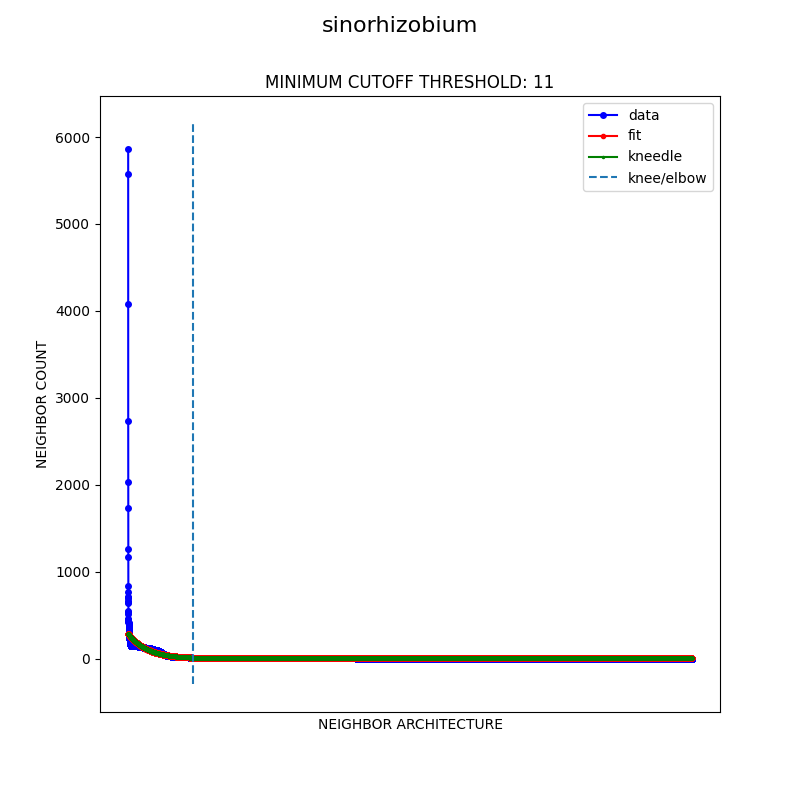 sinorhizobium
MINIMUM CUTOFF THRESHOLD: 11
data
fit
kneedle
knee/elbow
6000
5000
4000
3000
2000
1000
0
NEIGHBOR COUNT
NEIGHBOR ARCHITECTURE